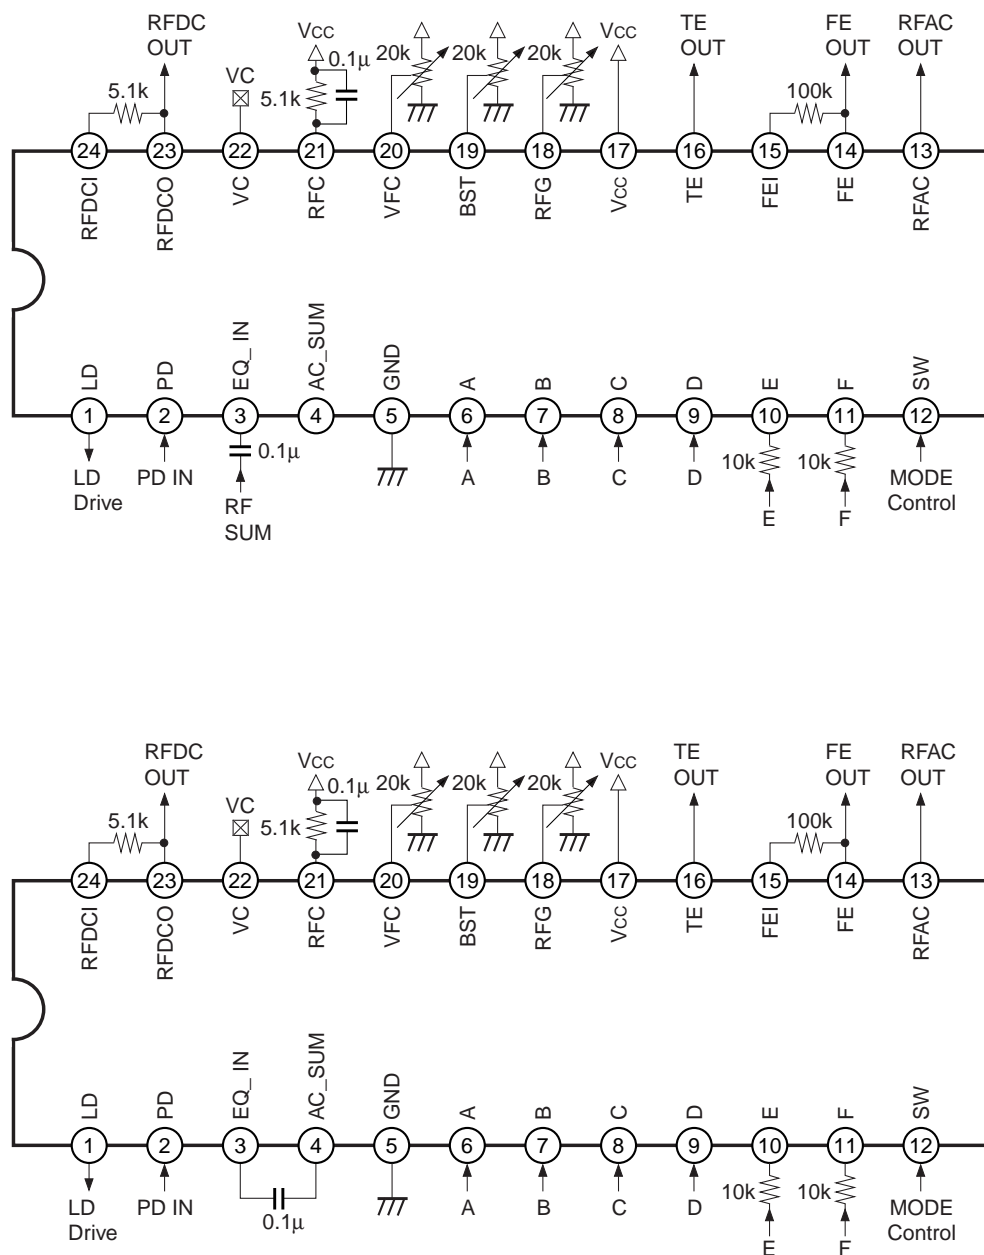 RFDC OUT
VCC
TE OUT
FE OUT
RFAC OUT
VC
0.1μ
20k 20k 20k
VCC
5.1k
5.1k
100k
24 23 22 21 20 19 18 17 16 15 14 13
RFDCI RFDCO VC RFC VFC BST RFG VCC TE FEI FE RFAC
LD PD EQ_IN AC_SUM GND A B C D E F SW
1 2 3 4 5 6 7 8 9 10 11 12
LD Drive
PD IN
0.1μ
RF SUM
A B C D
10k
E
10k
F
MODE Control
RFDC OUT
VCC
TE OUT
FE OUT
RFAC OUT
VC
0.1μ
20k 20k 20k
VCC
5.1k
5.1k
100k
24 23 22 21 20 19 18 17 16 15 14 13
RFDCI RFDCO VC RFC VFC BST RFG VCC TE FEI FE RFAC
LD PD EQ_IN AC_SUM GND A B C D E F SW
1 2 3 4 5 6 7 8 9 10 11 12
LD Drive
PD IN
0.1μ
A B C D
10k
E
10k
F
MODE Control